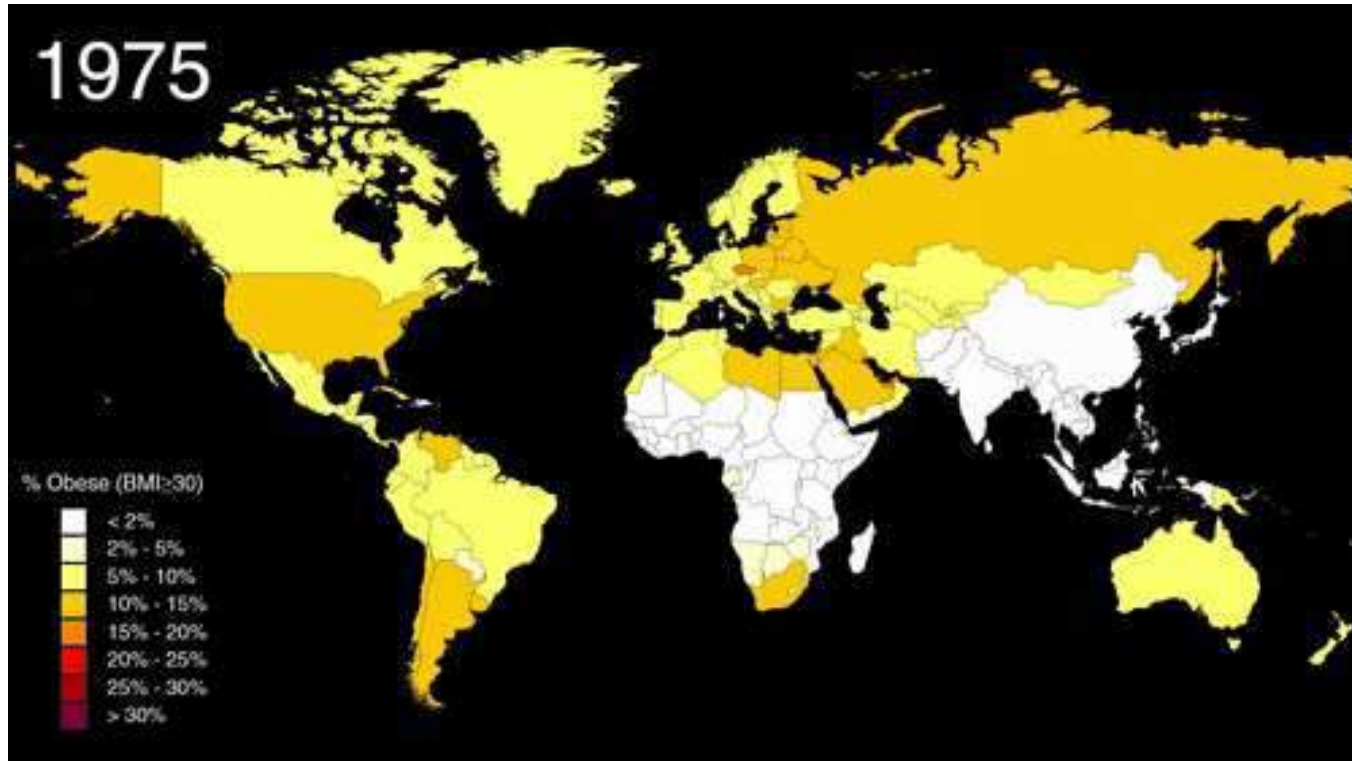 1975
% Obese (BMI≥30)
< 2%
2% - 5%
5% - 10%
10% - 15%
15% - 20%
20% - 25%
25% - 30%
> 30%